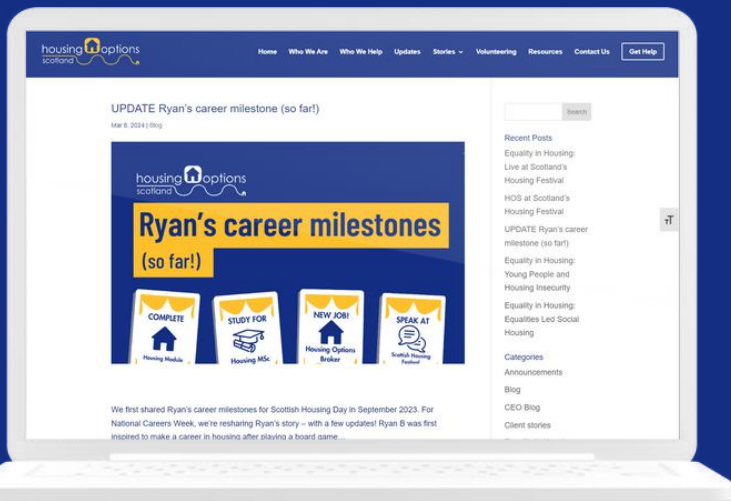 housing options
scotland
Home Who We Are Who We Help Updates Stories Volunteering Resources Contact Us Get Help
UPDATE Ryan's career milestone (so far!)
Mar 6, 2024 | Blog
housing options
scotland
Ryan's career milestones
(so far!)
COMPLETE
Housing Module
STUDY FOR
Housing MSc
NEW JOB!
Housing Options
Broker
SPEAK AT
Scottish Housing
Festival
We first shared Ryan's career milestones for Scottish Housing Day in September 2023. For
National Careers Week, we're resharing Ryan's story – with a few updates! Ryan B was first
inspired to make a career in housing after playing a board game...
Search
Recent Posts
Equality in Housing:
Live at Scotland's
Housing Festival
HOS at Scotland's
Housing Festival
UPDATE Ryan's career
milestone (so far!)
Equality in Housing:
Young People and
Housing Insecurity
Equality in Housing:
Equalities Led Social
Housing
Categories
Announcements
Blog
CEO Blog
Client stories
TT